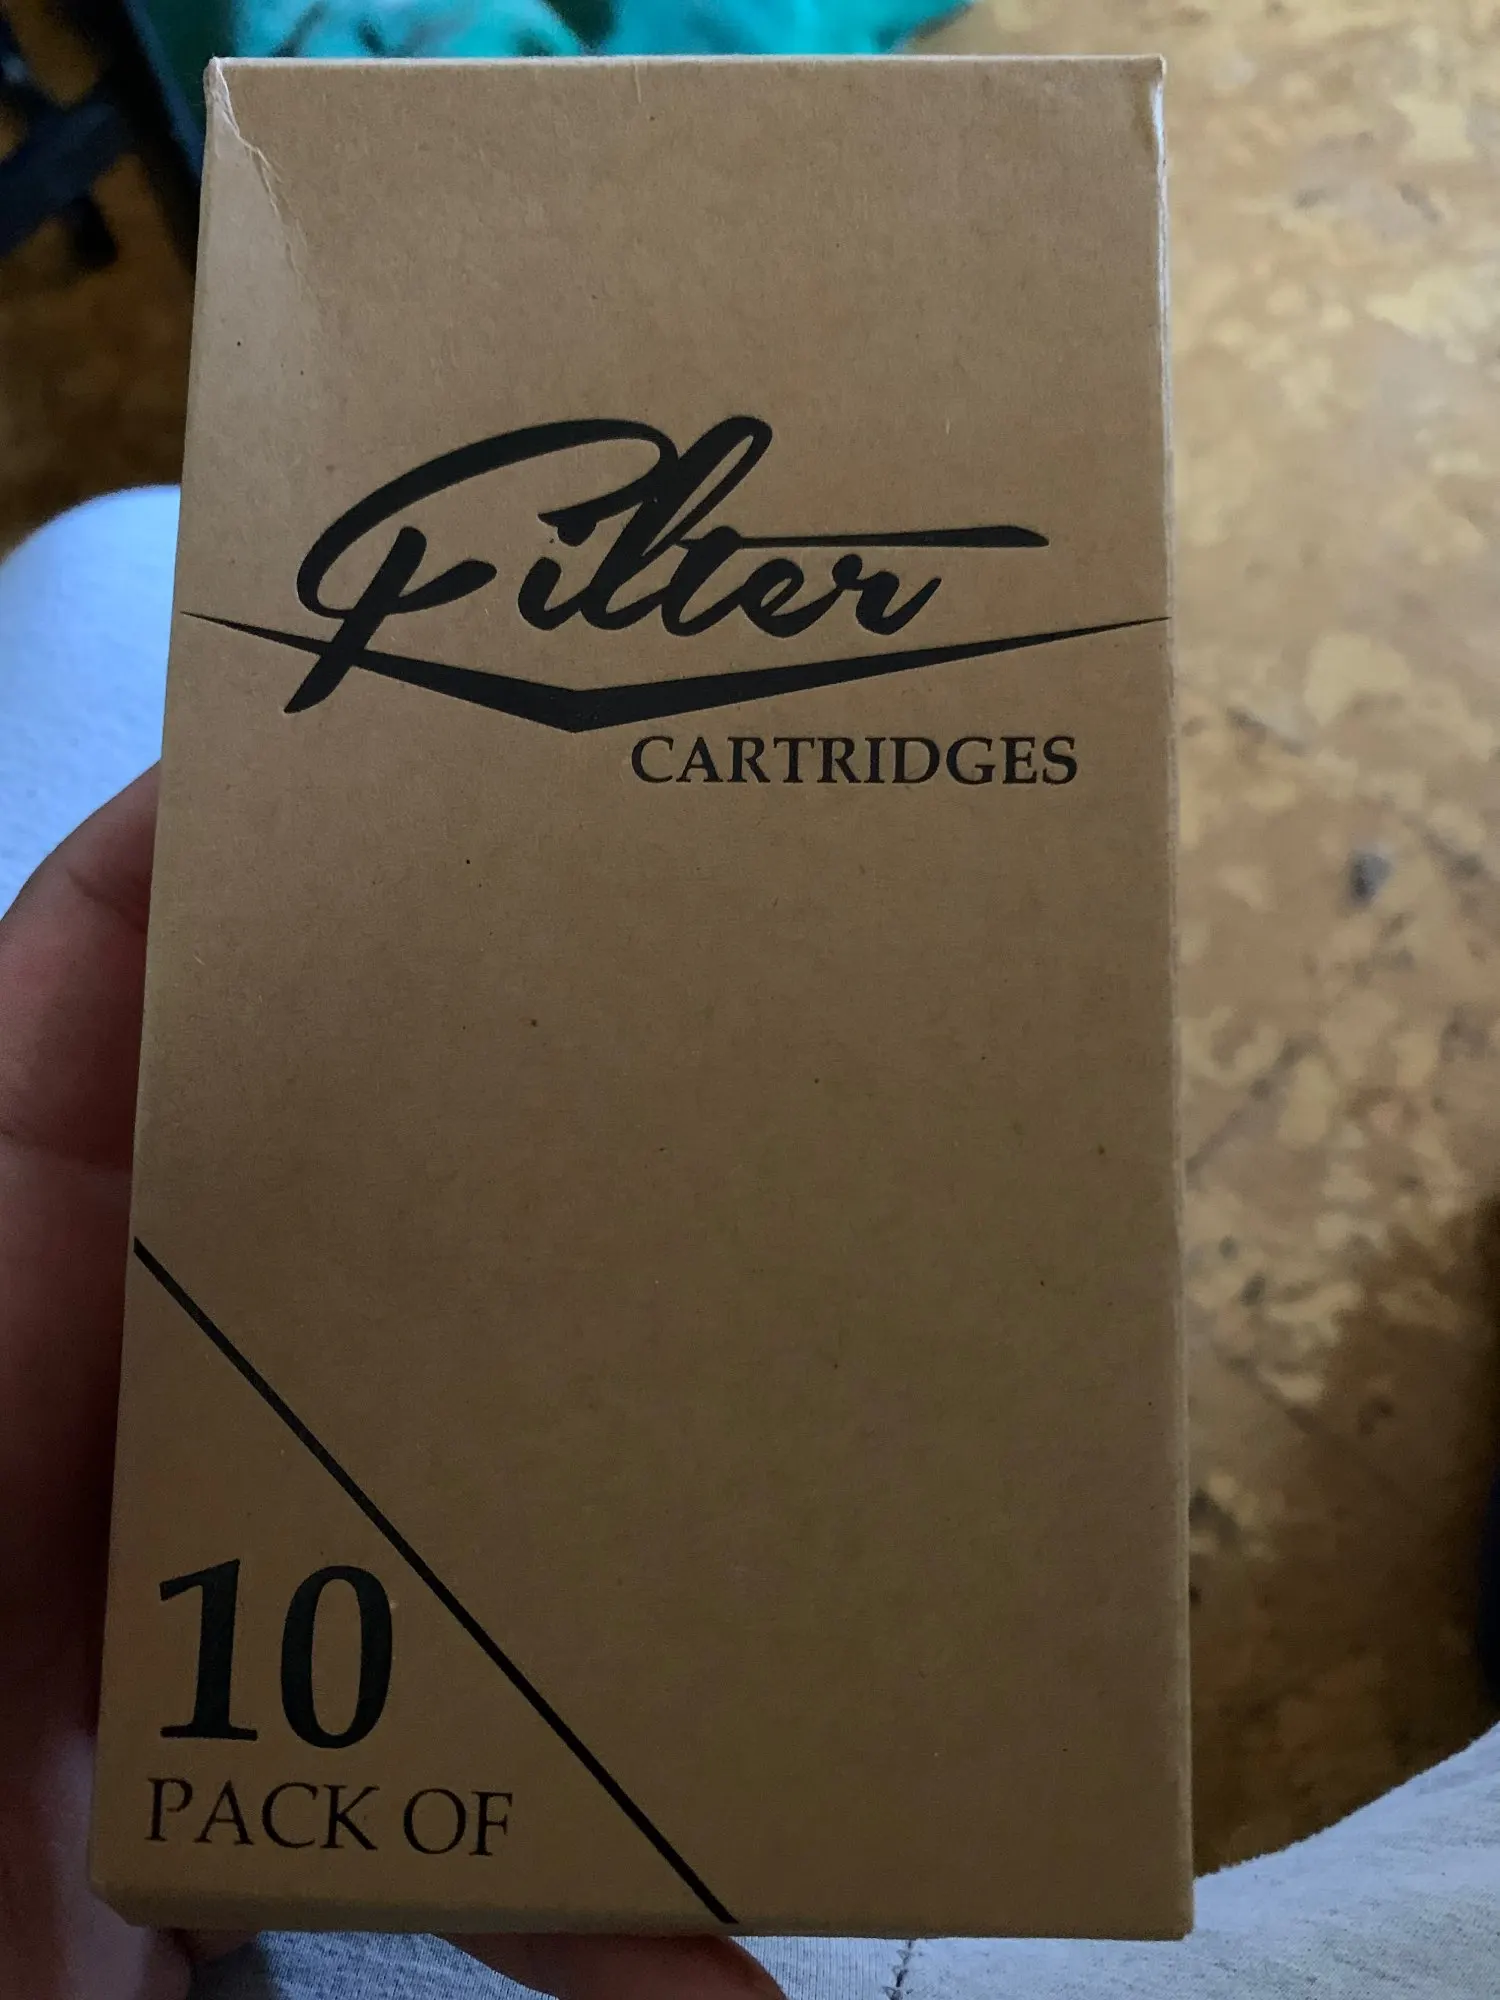 Filter
CARTRIDGES
10
PACK OF